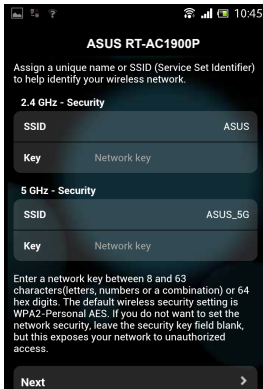 10:45
ASUS RT-AC1900P
Assign a unique name or SSID (Service Set Identifier)
to help identify your wireless network.
2.4 GHz - Security
SSID ASUS
Key Network key
5 GHz - Security
SSID ASUS_5G
Key Network key
Enter a network key between 8 and 63
characters(letters, numbers or a combination) or 64
hex digits. The default wireless security setting is
WPA2-Personal AES. If you do not want to set the
network security, leave the security key field blank,
but this exposes your network to unauthorized
access.
Next